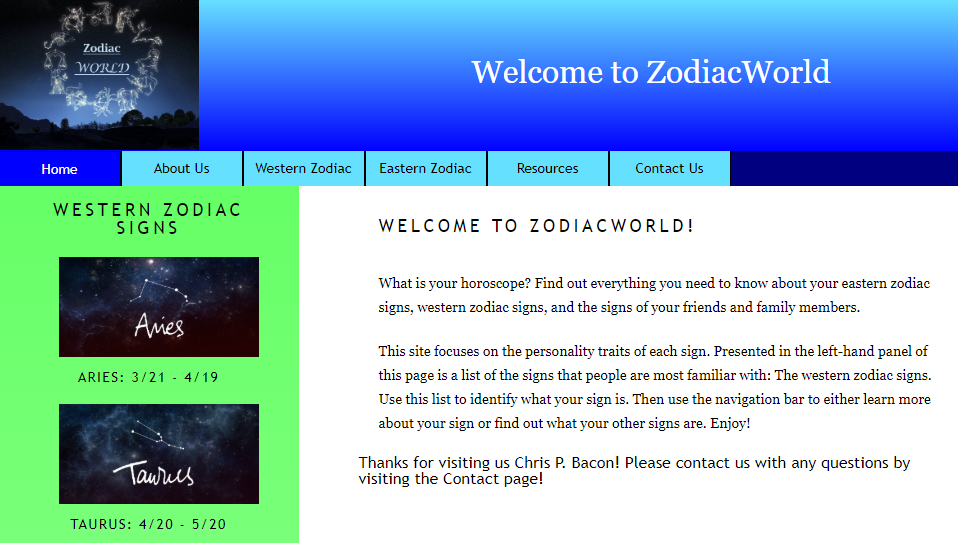 Zodiac
WORLD
Welcome to ZodiacWorld
Home
About Us
Western Zodiac
Eastern Zodiac
Resources
Contact Us
WESTERN ZODIAC
SIGNS
Aries
ARIES: 3/21 - 4/19
Taurus
TAURUS: 4/20 - 5/20
WELCOME TO ZODIACWORLD!
What is your horoscope? Find out everything you need to know about your eastern zodiac
signs, western zodiac signs, and the signs of your friends and family members.
This site focuses on the personality traits of each sign. Presented in the left-hand panel of
this page is a list of the signs that people are most familiar with: The western zodiac signs.
Use this list to identify what your sign is. Then use the navigation bar to either learn more
about your sign or find out what your other signs are. Enjoy!
Thanks for visiting us Chris P. Bacon! Please contact us with any questions by
visiting the Contact page!